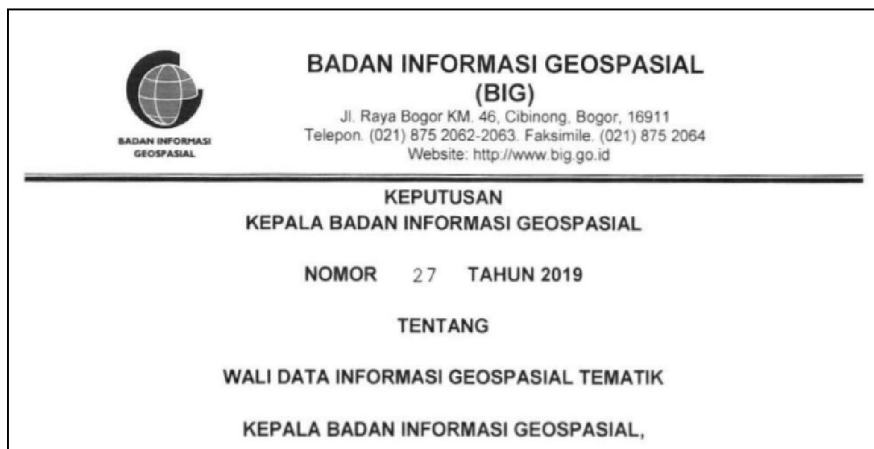 BADAN INFORMASI GEOSPASIAL
(BIG)
Jl. Raya Bogor KM. 46, Cibinong. Bogor, 16911
Telepon. (021) 875 2062-2063. Faksimile. (021) 875 2064
Website: http://www.big.go.id
BADAN INFORMASI
GEOSPASIAL
KEPUTUSAN
KEPALA BADAN INFORMASI GEOSPASIAL
NOMOR 27 TAHUN 2019
TENTANG
WALI DATA INFORMASI GEOSPASIAL TEMATIK
KEPALA BADAN INFORMASI GEOSPASIAL,